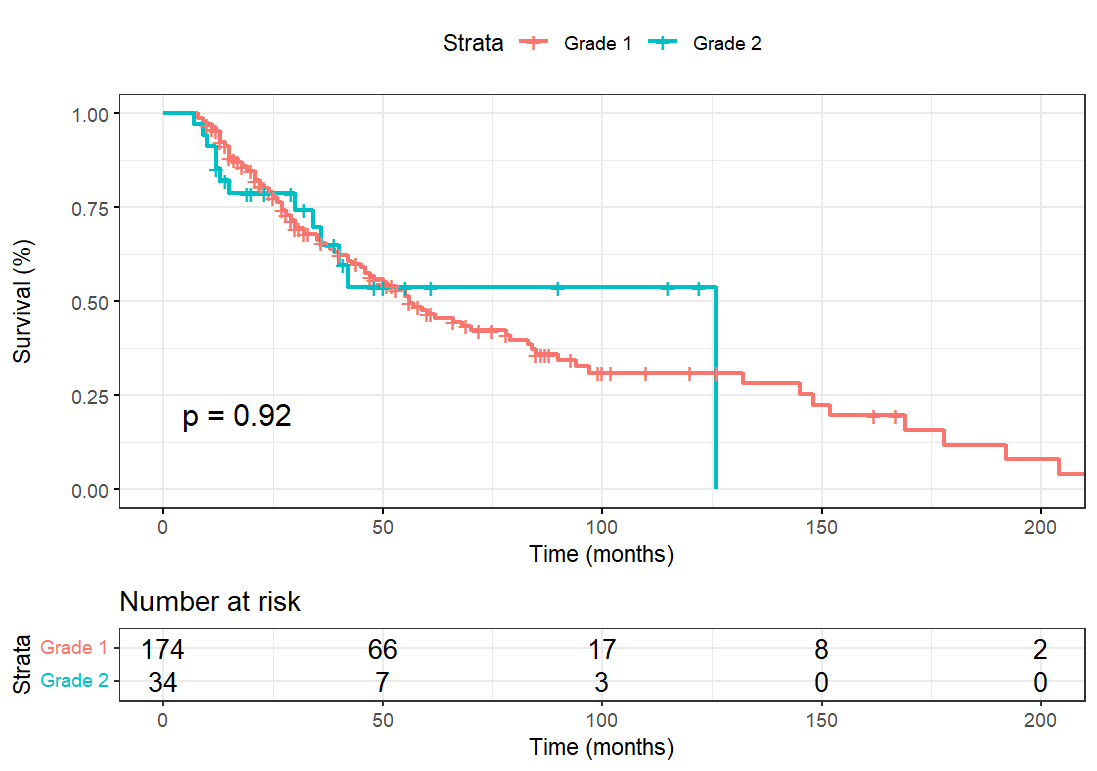 Strata Grade 1 Grade 2
1.00
0.75
0.50
0.25
0.00
Survival (%)
p = 0.92
0 50 100 150 200
Time (months)
Number at risk
Strata
Grade 1 174 66 17 8 2
Grade 2 34 7 3 0 0
0 50 100 150 200
Time (months)